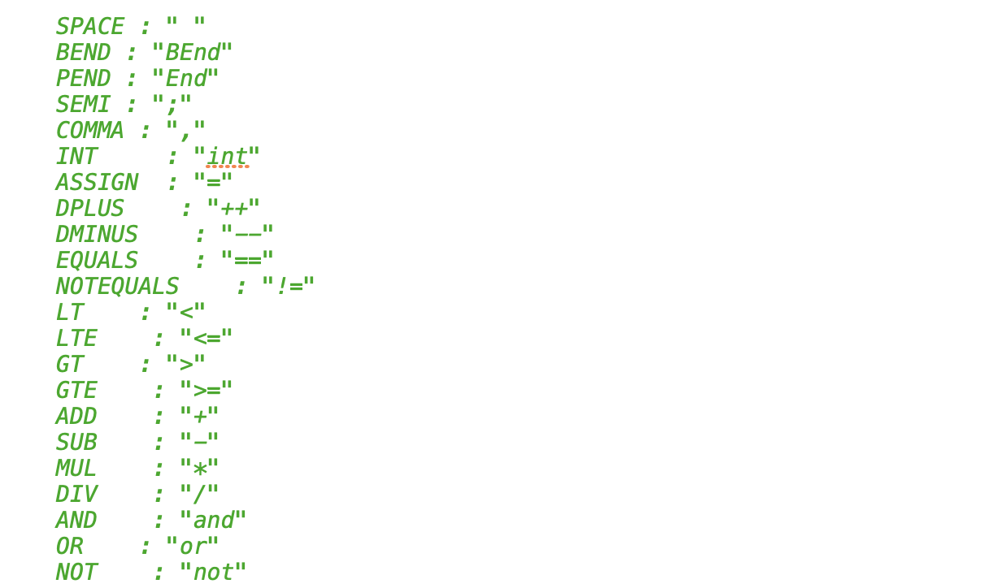 SPACE : " "
BEND : "BEnd"
PEND : "End"
SEMI : ";"
COMMA : ","
INT     : "int"
ASSIGN  : "="
DPLUS    : "++"
DMINUS    : "--"
EQUALS    : "=="
NOTEQUALS    : "!="
LT    : "<"
LTE    : "<="
GT    : ">"
GTE    : ">="
ADD    : "+"
SUB    : "-"
MUL    : "*"
DIV    : "/"
AND    : "and"
OR    : "or"
NOT    : "not"